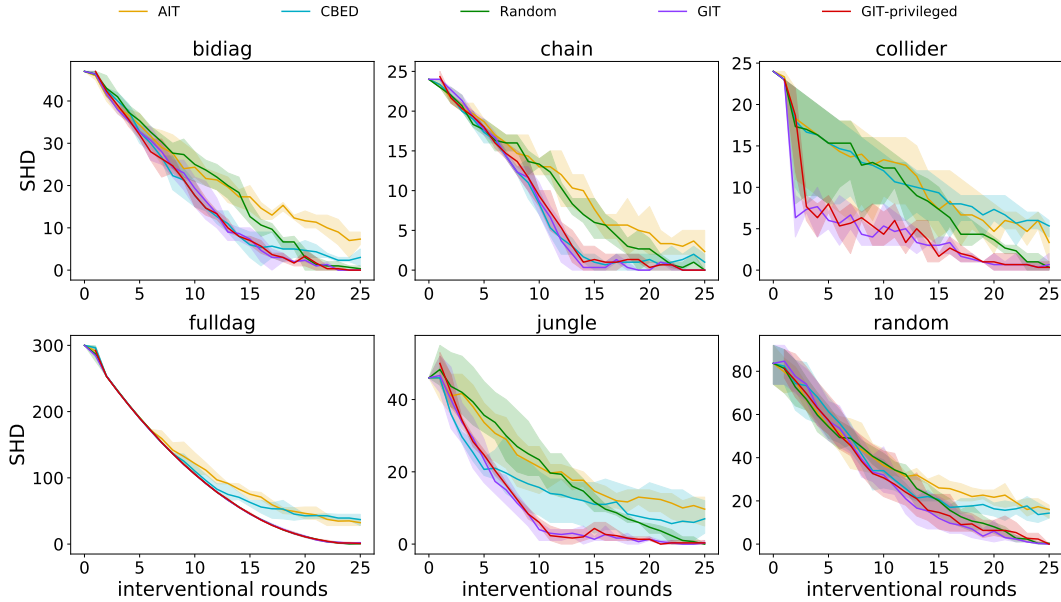 AIT CBED Random GIT GIT-privileged
bidiag chain collider
SHD
0 10 20 30 40
0 5 10 15 20 25
0 5 10 15 20 25
0 5 10 15 20 25
0 5 10 15 20 25
0 5 10 15 20 25
fulldag jungle random
SHD
0 100 200 300
0 20 40
0 20 40 60 80
0 5 10 15 20 25
0 5 10 15 20 25
0 5 10 15 20 25
interventional rounds interventional rounds interventional rounds